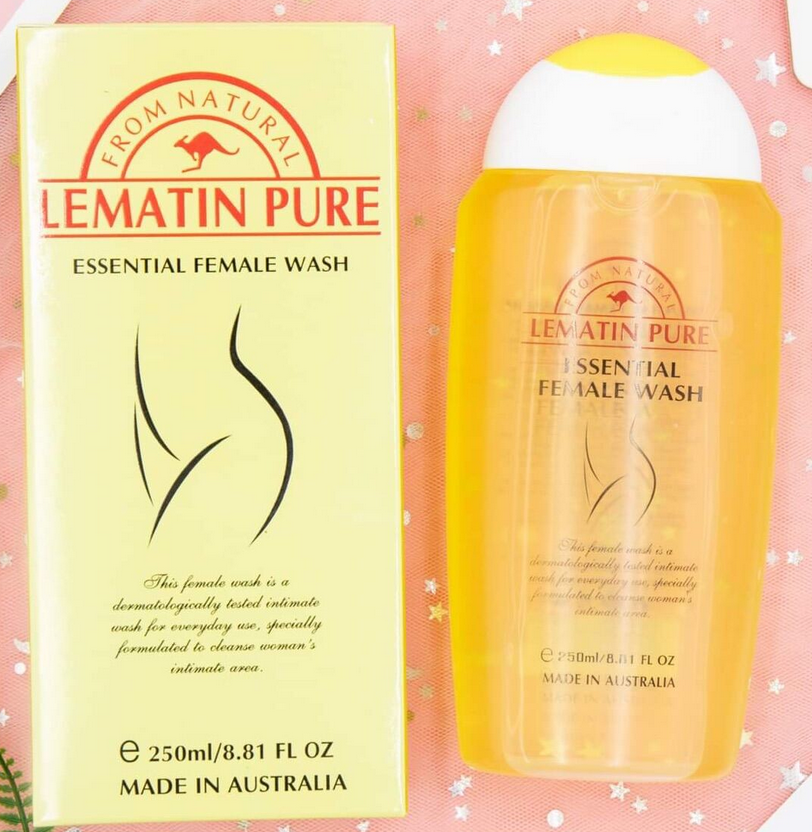 FROM NATURAL
LEMATIN PURE
ESSENTIAL FEMALE WASH
This female wash is a
dermatologically tested intimate
wash for everyday use, specially
formulated to cleanse woman's
intimate area.
℮ 250ml/8.81 FL OZ
MADE IN AUSTRALIA
FROM NATURAL
LEMATIN PURE
ESSENTIAL
FEMALE WASH
This female wash is a
dermatologically tested intimate
wash for everyday use, specially
formulated to cleanse woman's
intimate area.
℮ 250ml/8.81 FL OZ
MADE IN AUSTRALIA